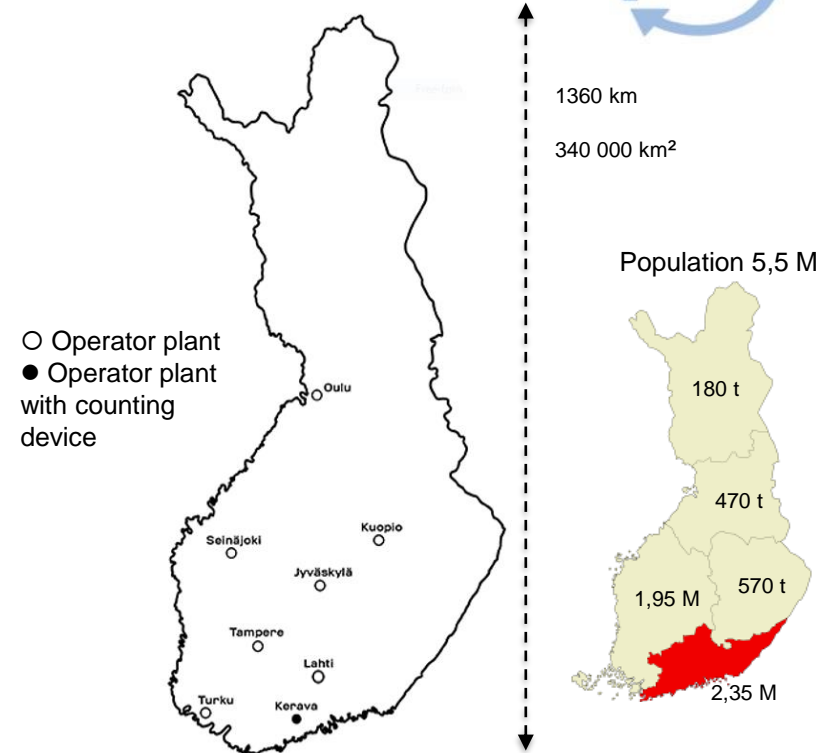 1360 km
340 000 km²
Population 5,5 M
○ Operator plant
● Operator plant
with counting
device
Oulu
Kuopio
Seinäjoki
Jyväskylä
Tampere
Lahti
Turku
Kerava
180 t
470 t
570 t
1,95 M
2,35 M